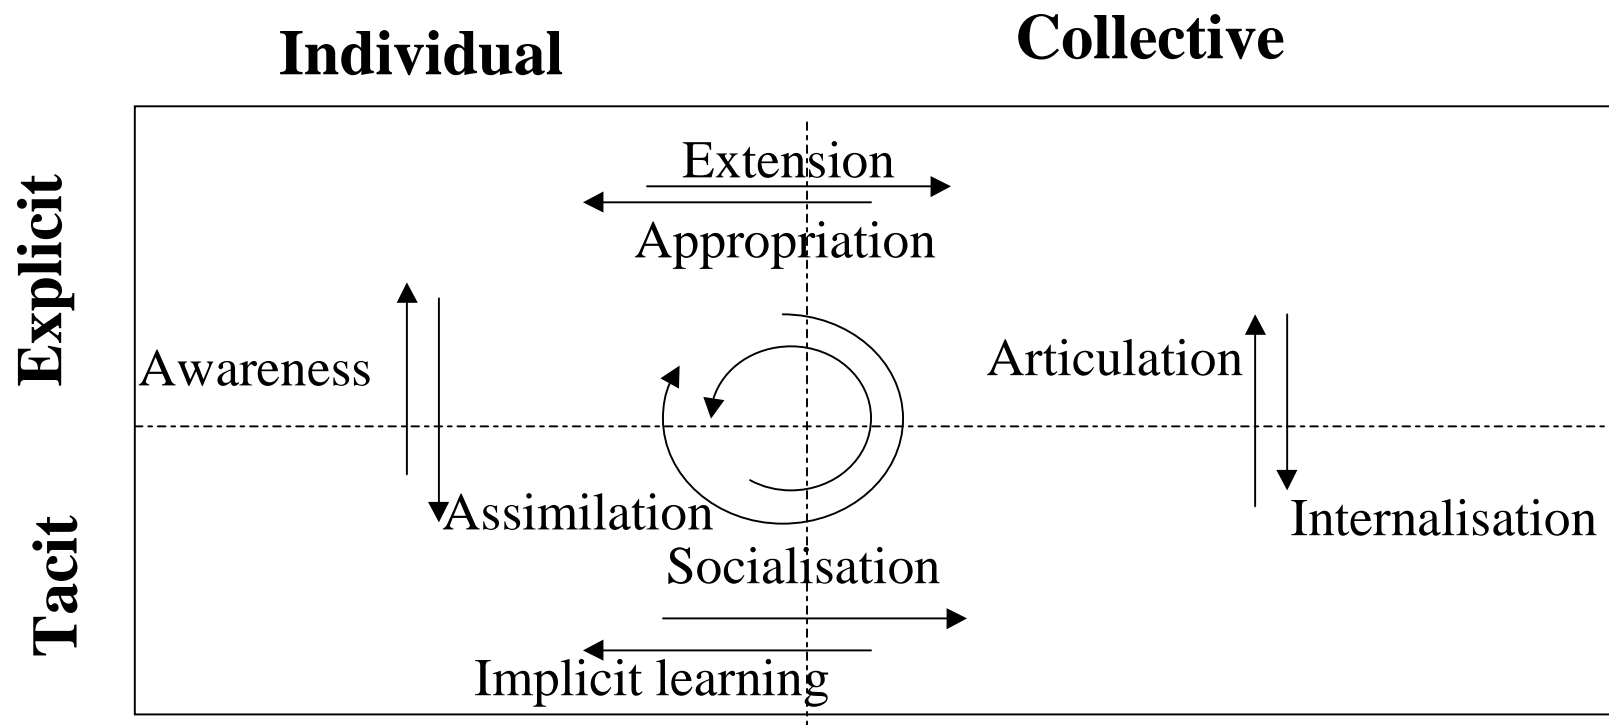 Individual
Collective
Explicit
Extension
Appropriation
Awareness
Articulation
Assimilation
Internalisation
Tacit
Socialisation
Implicit learning